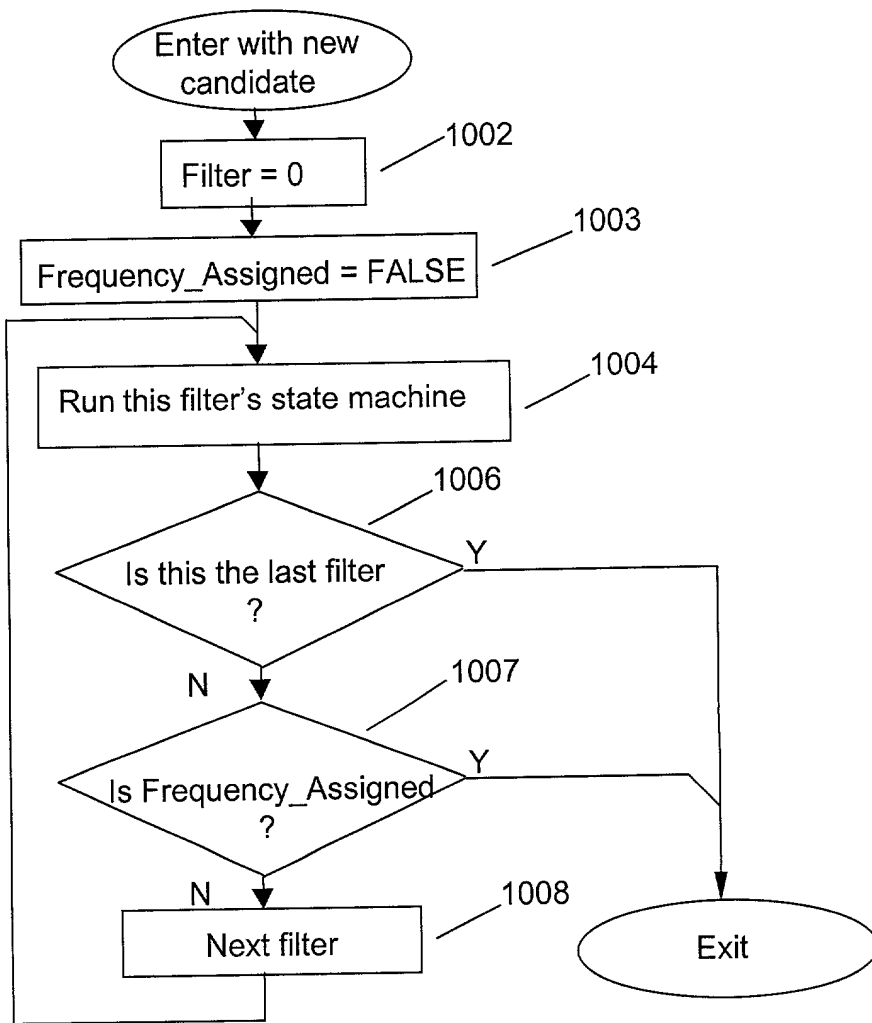 Enter with new
candidate
1002
Filter = 0
1003
Frequency_Assigned = FALSE
1004
Run this filter's state machine
1006
Is this the last filter
?
Y
N
1007
Is Frequency_Assigned
?
Y
N
1008
Next filter
Exit